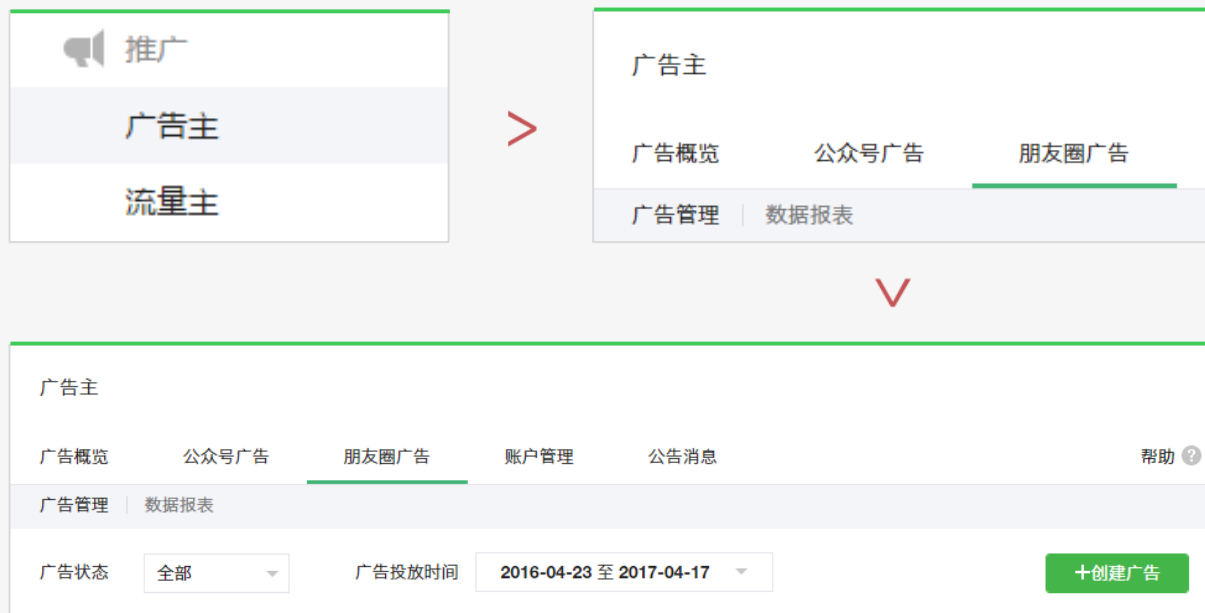 推广
广告主
流量主
>
广告主
广告概览 公众号广告 朋友圈广告
广告管理 数据报表
>
广告主
广告概览 公众号广告 朋友圈广告 账户管理 公告消息 帮助 ?
广告管理 数据报表
广告状态 全部 广告投放时间 2016-04-23 至 2017-04-17 +创建广告